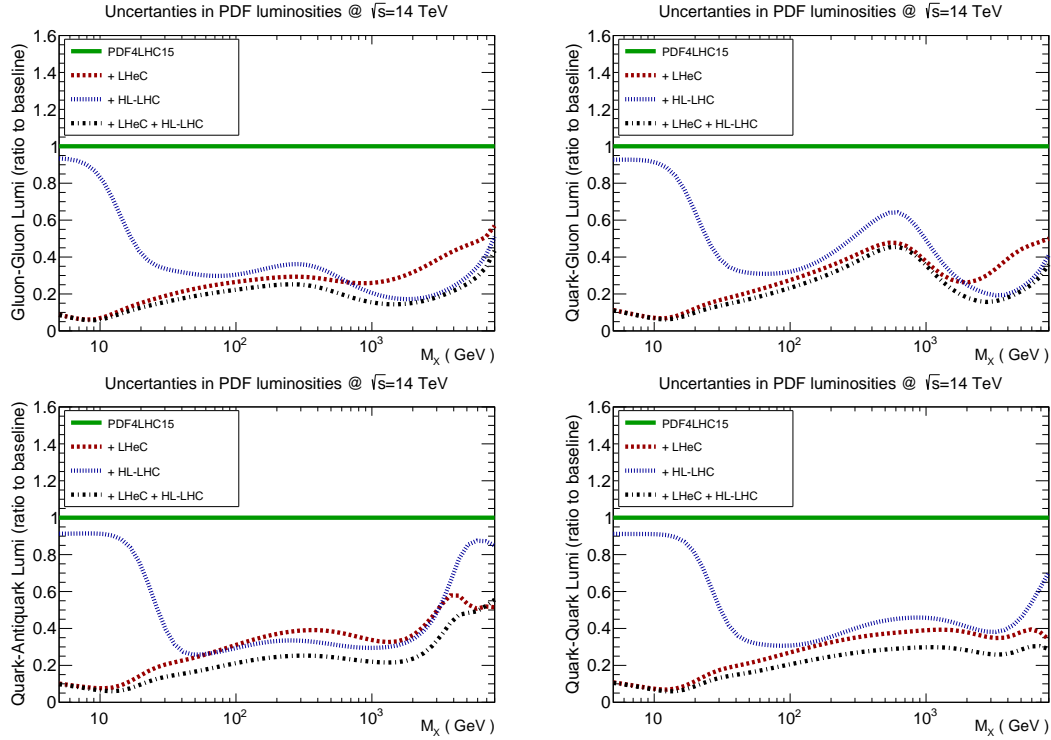 Uncertanties in PDF luminosities @ √s=14 TeV
Gluon-Gluon Lumi (ratio to baseline)
1.6
1.4
1.2
1
0.8
0.6
0.4
0.2
0
PDF4LHC15
+ LHeC
+ HL-LHC
+ LHeC + HL-LHC
10
10²
10³
M_X ( GeV )
Uncertanties in PDF luminosities @ √s=14 TeV
Quark-Gluon Lumi (ratio to baseline)
1.6
1.4
1.2
1
0.8
0.6
0.4
0.2
0
PDF4LHC15
+ LHeC
+ HL-LHC
+ LHeC + HL-LHC
10
10²
10³
M_X ( GeV )
Uncertanties in PDF luminosities @ √s=14 TeV
Quark-Antiquark Lumi (ratio to baseline)
1.6
1.4
1.2
1
0.8
0.6
0.4
0.2
0
PDF4LHC15
+ LHeC
+ HL-LHC
+ LHeC + HL-LHC
10
10²
10³
M_X ( GeV )
Uncertanties in PDF luminosities @ √s=14 TeV
Quark-Quark Lumi (ratio to baseline)
1.6
1.4
1.2
1
0.8
0.6
0.4
0.2
0
PDF4LHC15
+ LHeC
+ HL-LHC
+ LHeC + HL-LHC
10
10²
10³
M_X ( GeV )